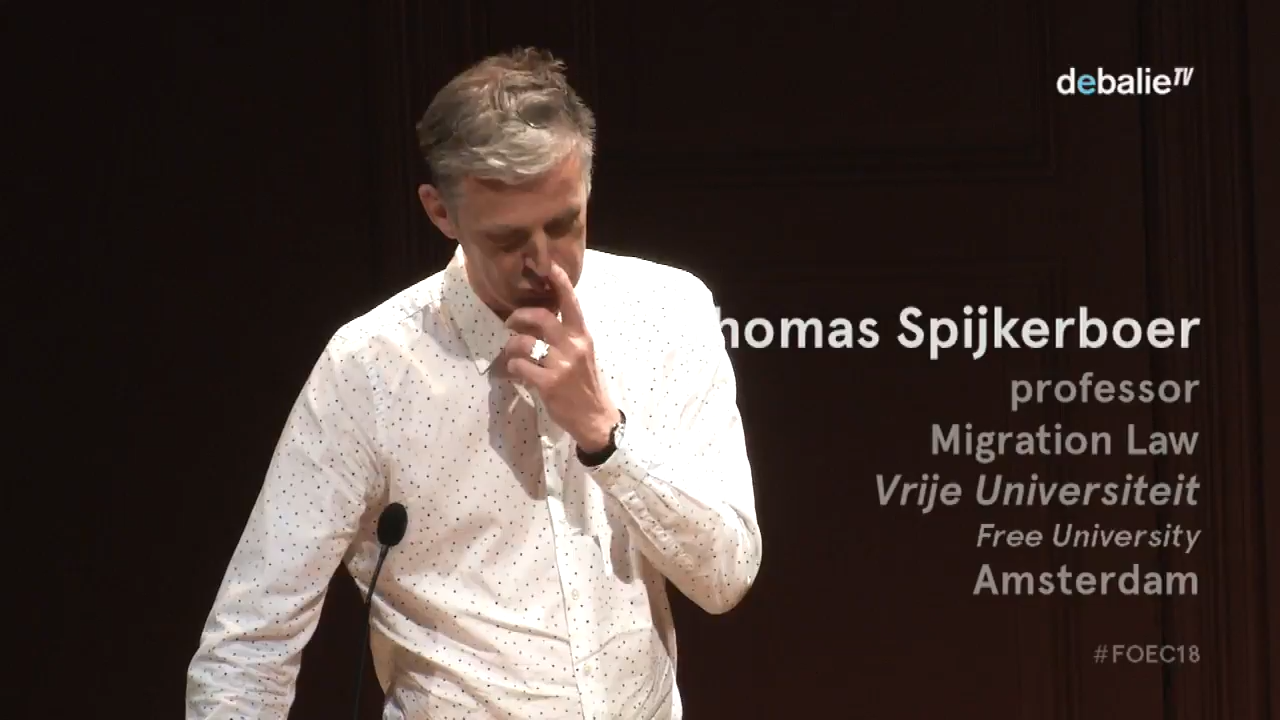 debalieTV
homas Spijkerboer
professor
Migration Law
Vrije Universiteit
Free University
Amsterdam
#FOEC18